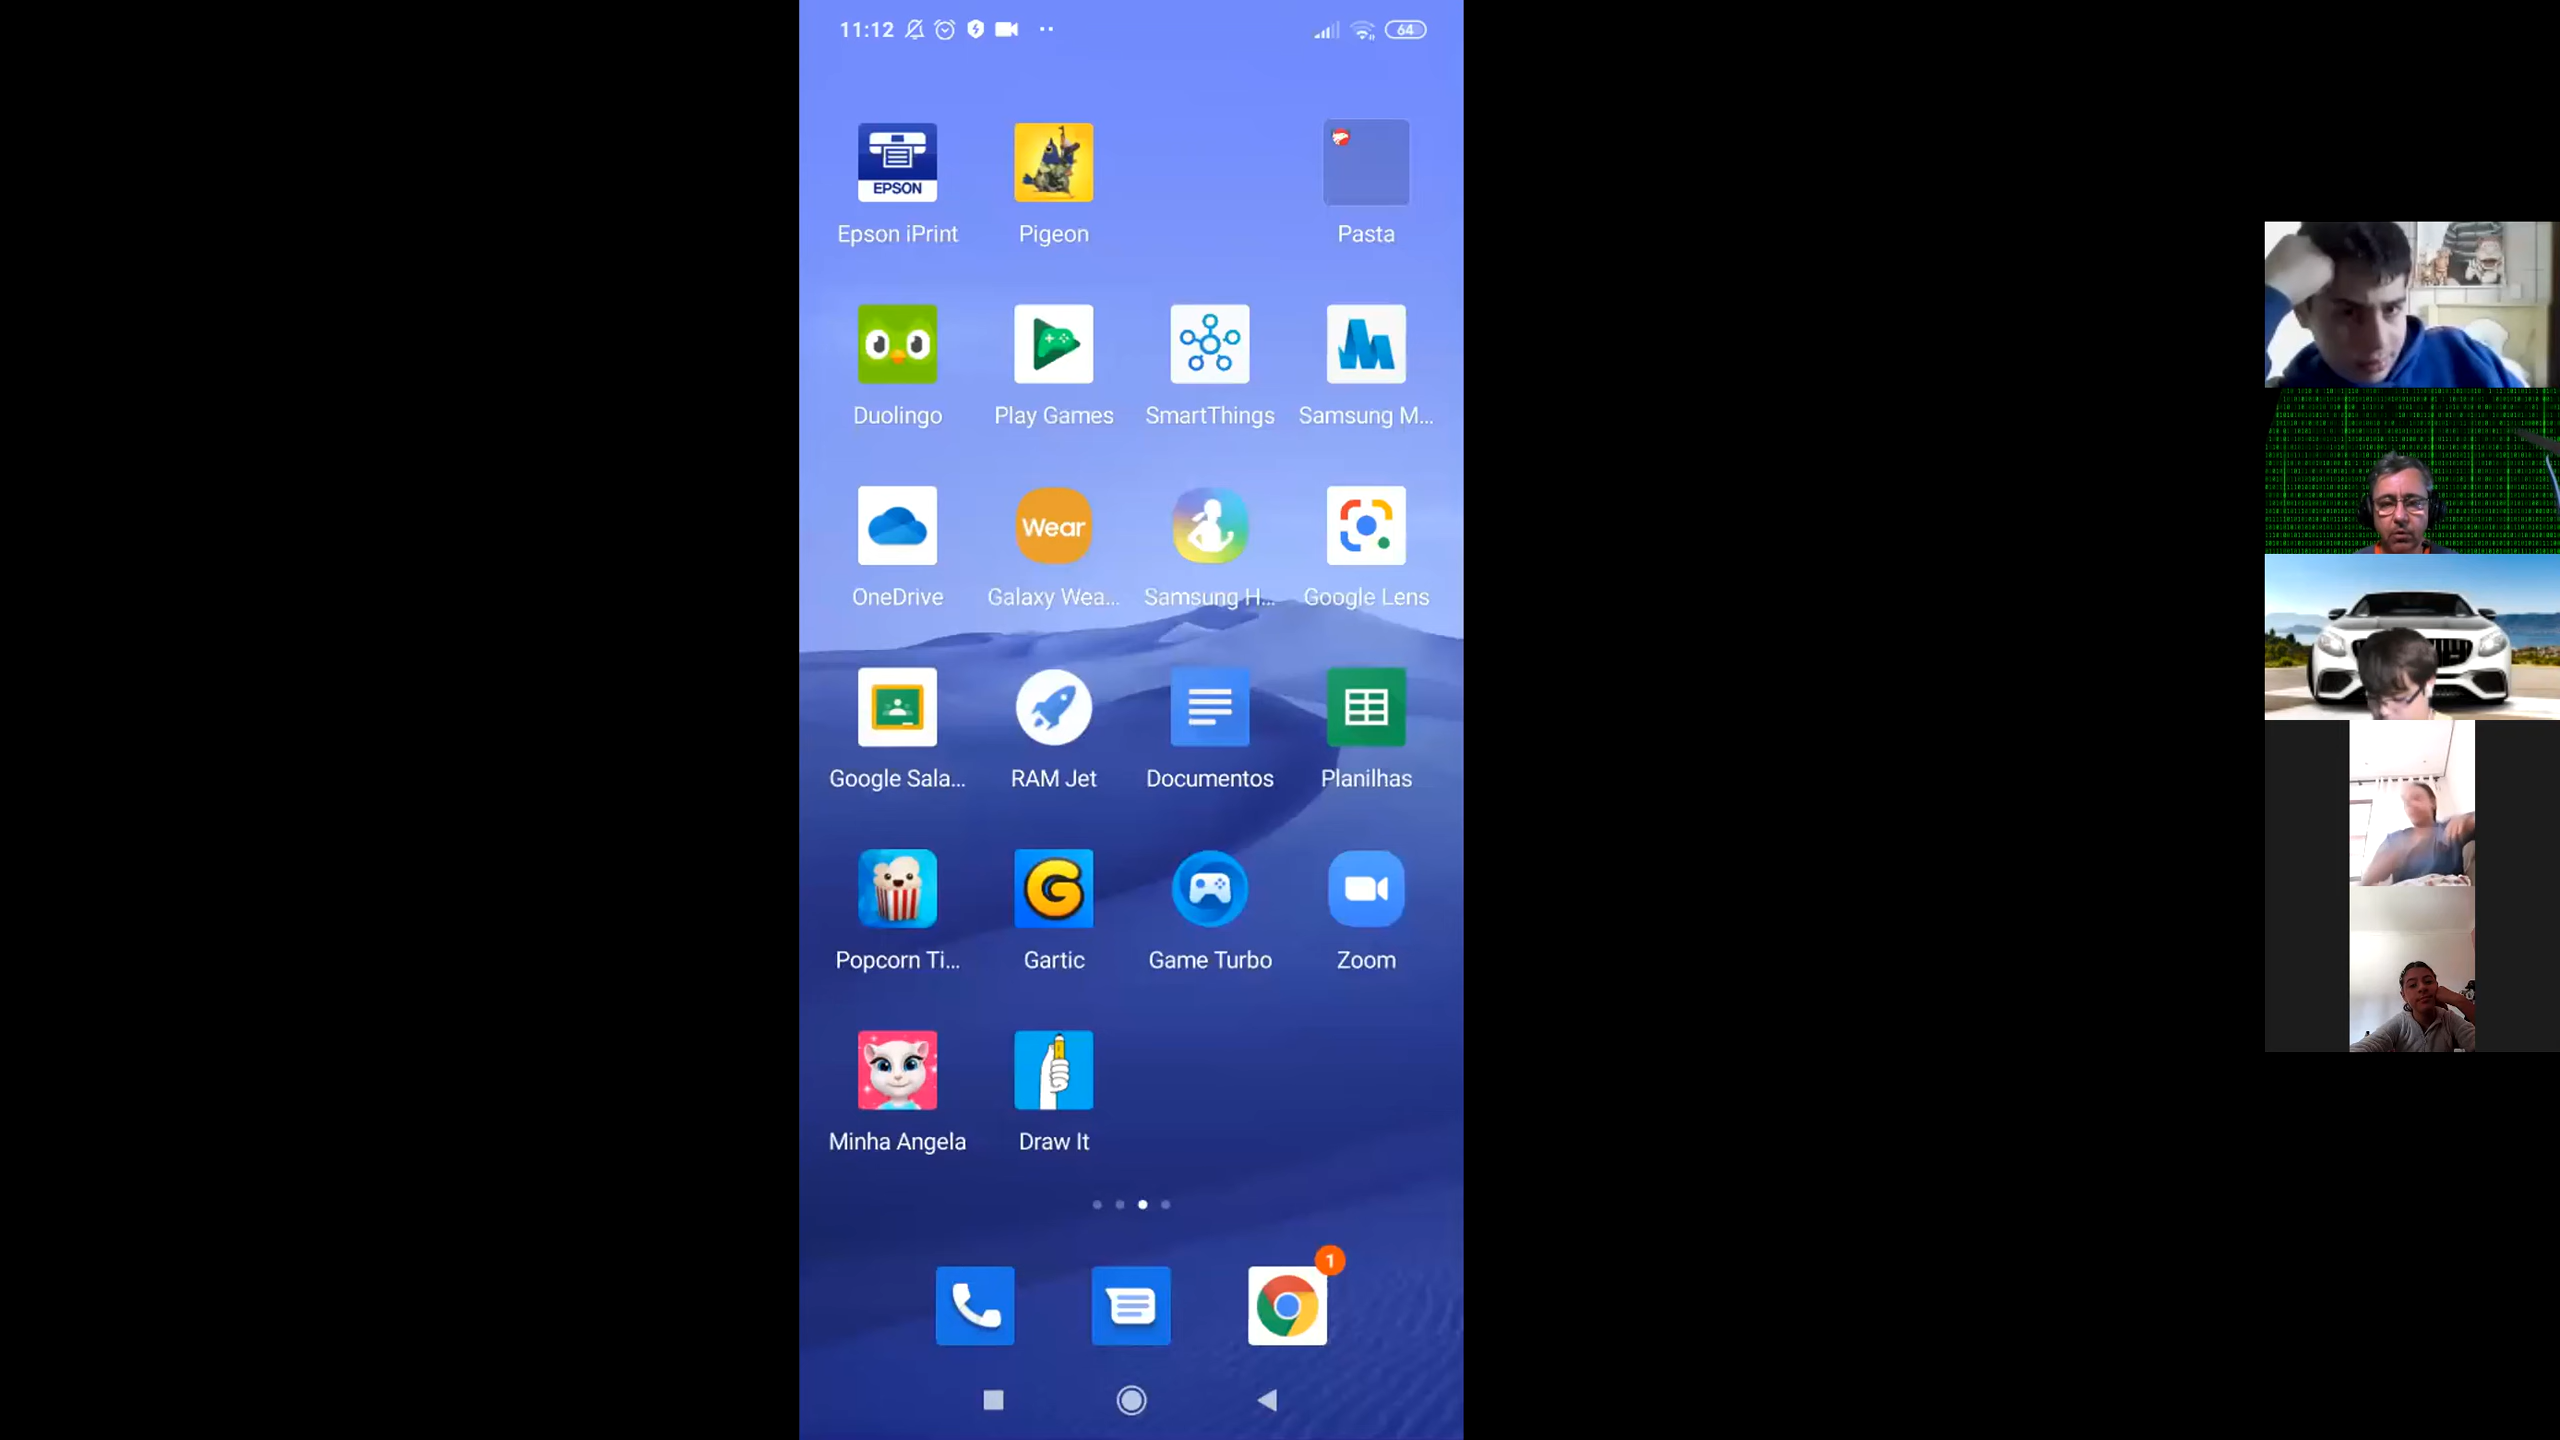 11:12
64
EPSON
Epson iPrint Pigeon Pasta
Duolingo Play Games SmartThings Samsung M...
Wear
OneDrive Galaxy Wea... Samsung H... Google Lens
Google Sala... RAM Jet Documentos Planilhas
G
Popcorn Ti... Gartic Game Turbo Zoom
Minha Angela Draw It
1